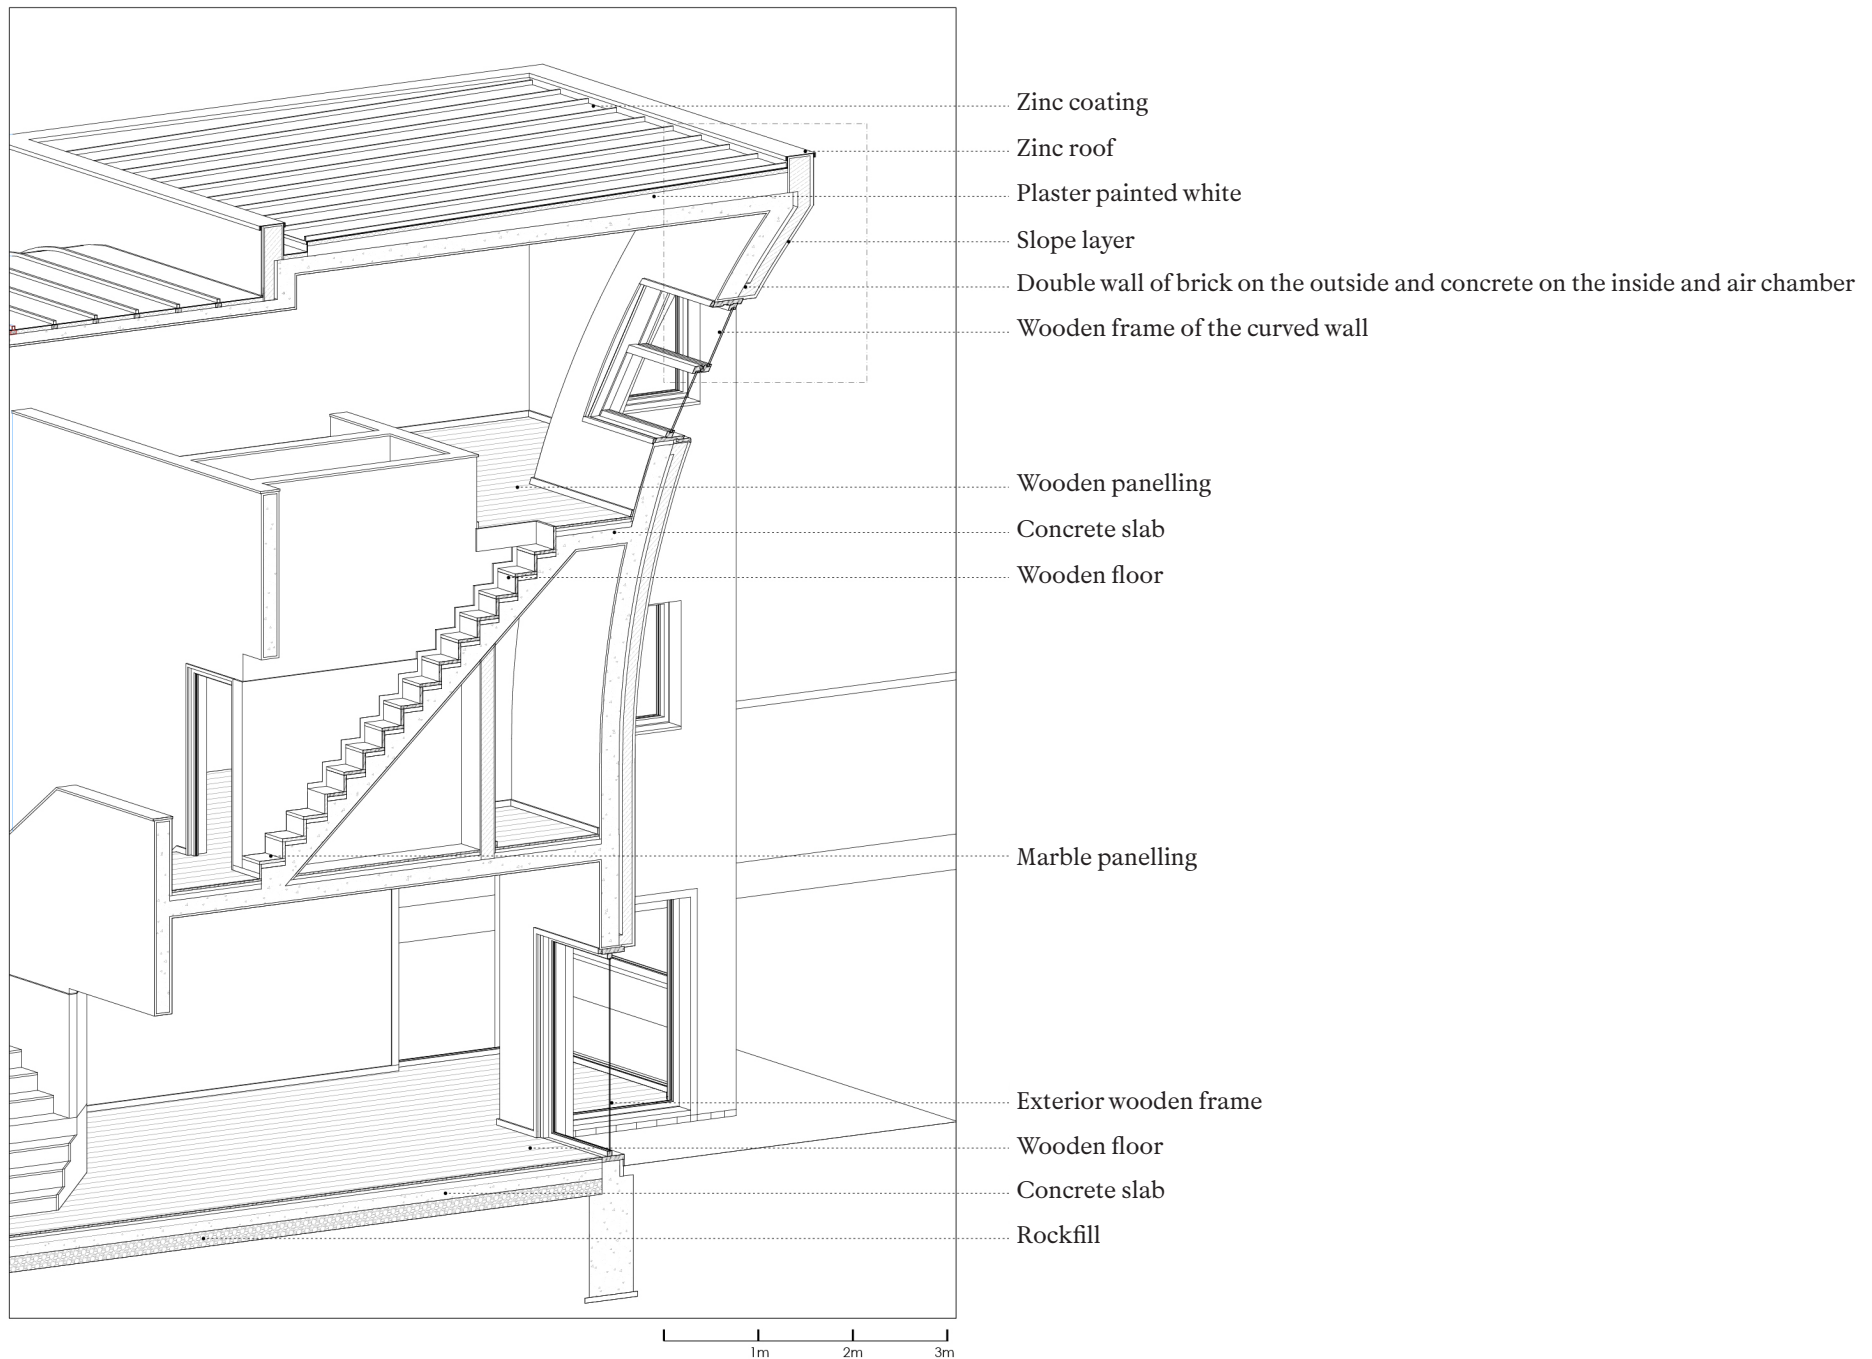 Zinc coating
Zinc roof
Plaster painted white
Slope layer
Double wall of brick on the outside and concrete on the inside and air chamber
Wooden frame of the curved wall
Wooden panelling
Concrete slab
Wooden floor
Marble panelling
Exterior wooden frame
Wooden floor
Concrete slab
Rockfill
1m 2m 3m